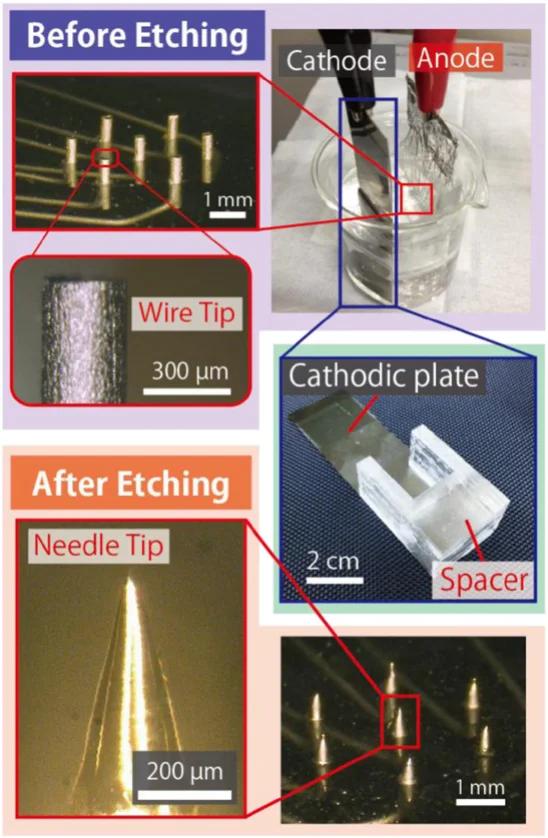 Before Etching
Cathode
Anode
1 mm
Wire Tip
300 μm
Cathodic plate
2 cm
Spacer
After Etching
Needle Tip
200 μm
1 mm